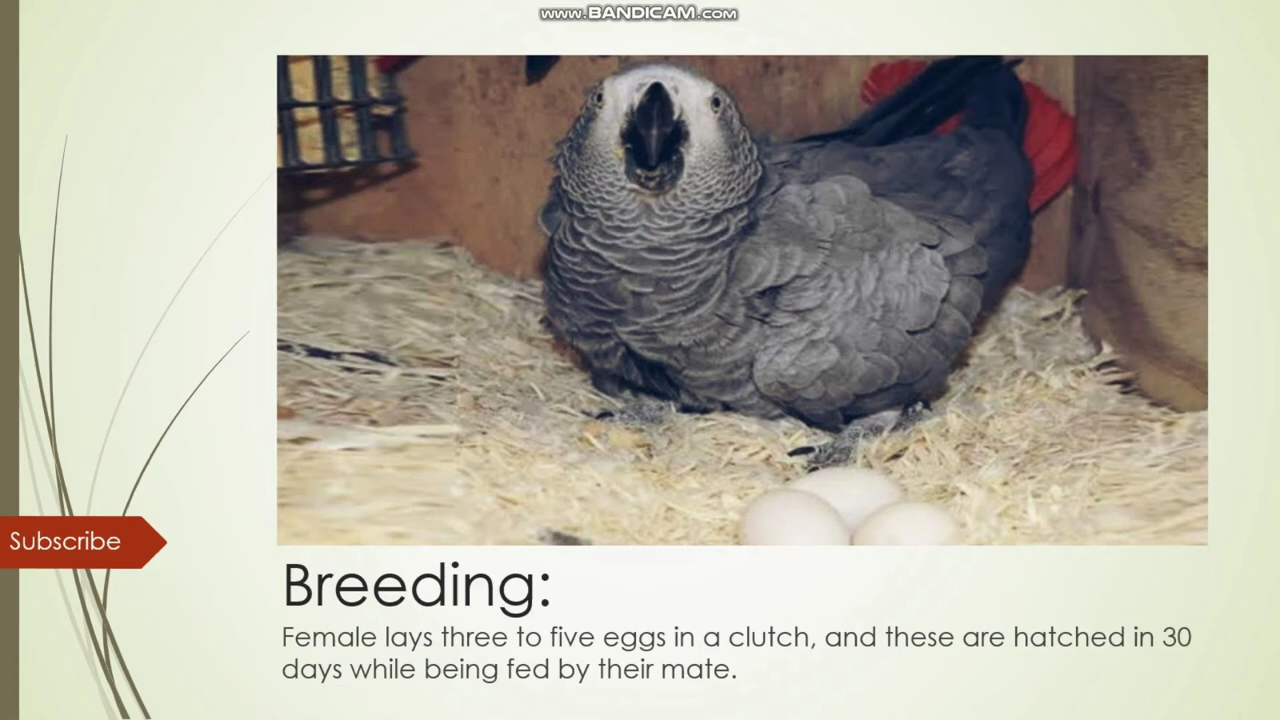 www.BANDICAM.com
Subscribe
Breeding:
Female lays three to five eggs in a clutch, and these are hatched in 30
days while being fed by their mate.